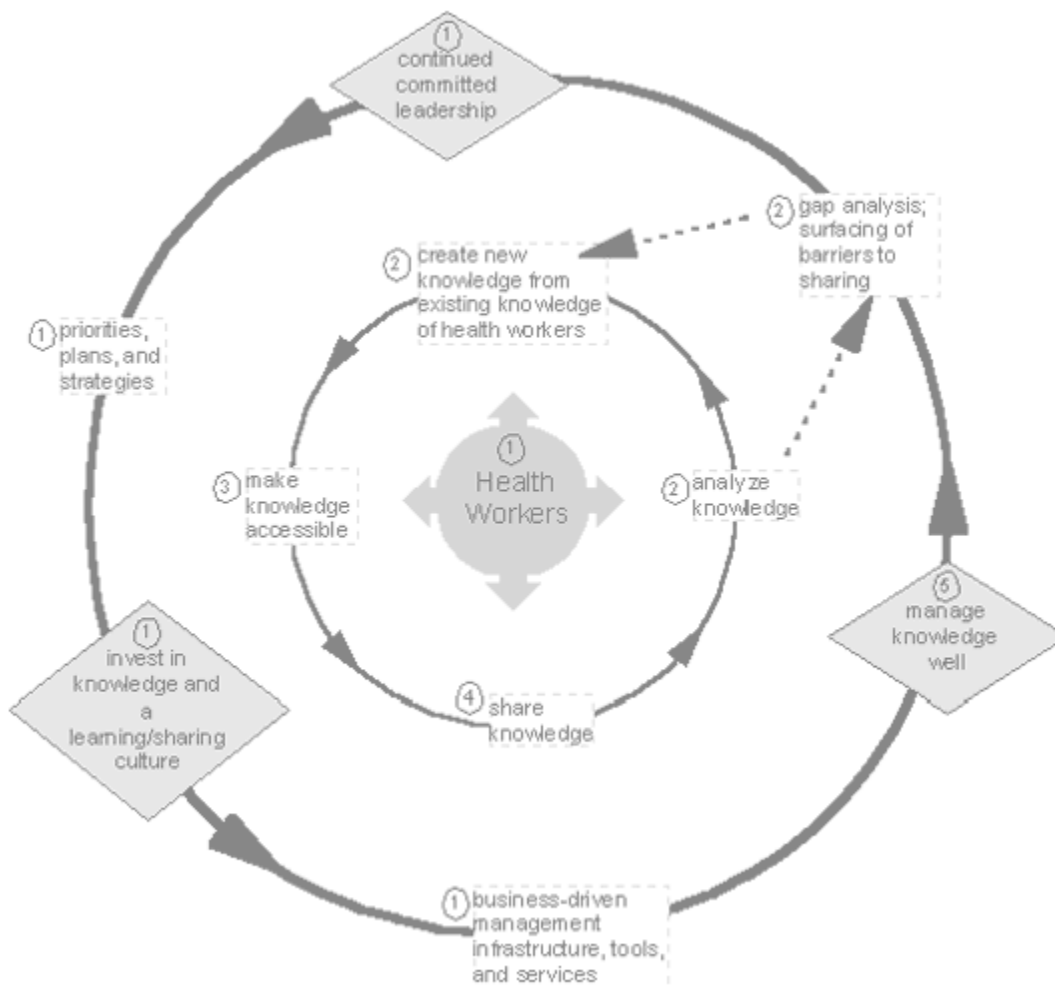 1
continued
committed
leadership
2 gap analysis;
surfacing of
barriers to
sharing
2 create new
knowledge from
existing knowledge
of health workers
1 priorities,
plans, and
strategies
1
Health
Workers
3 make
knowledge
accessible
2 analyze
knowledge
1
invest in
knowledge and
a
learning/sharing
culture
5
manage
knowledge
well
4 share
knowledge
1 business-driven
management
infrastructure, tools,
and services